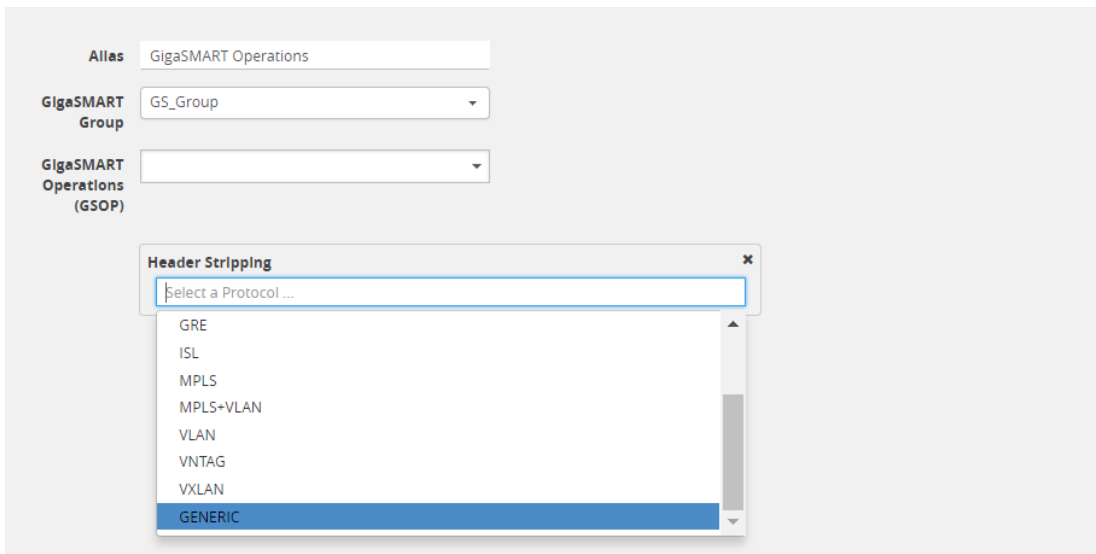 Alias GigaSMART Operations
GigaSMART Group GS_Group
GigaSMART Operations (GSOP)
Header Stripping
Select a Protocol ...
GRE
ISL
MPLS
MPLS+VLAN
VLAN
VNTAG
VXLAN
GENERIC